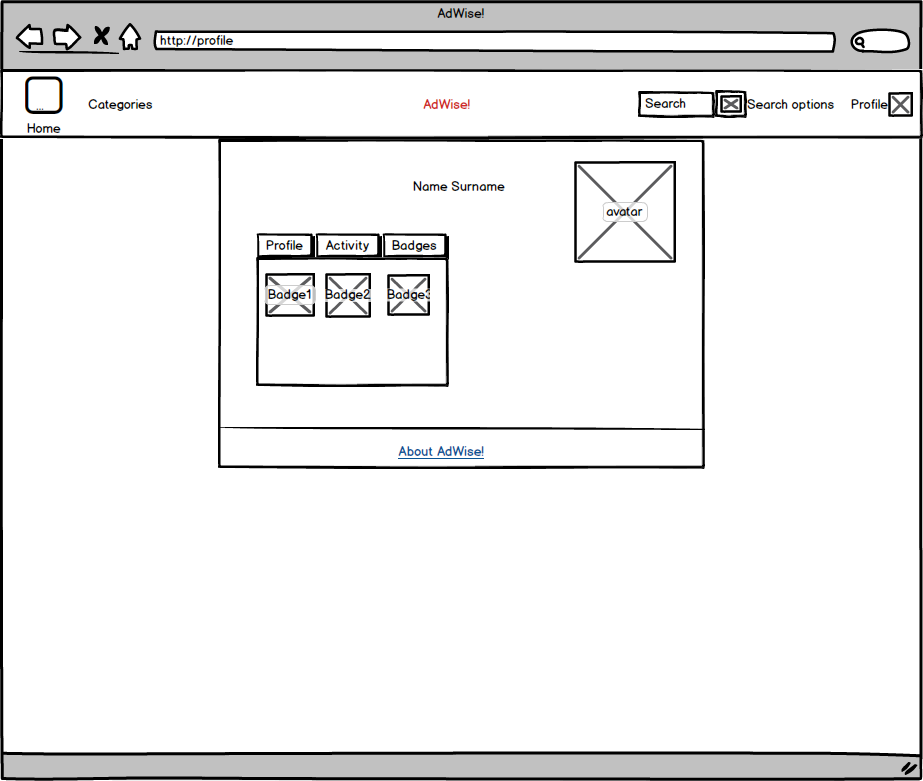 AdWise!
http://profile
...
Home
Categories
AdWise!
Search
Search options
Profile
Name Surname
avatar
Profile
Activity
Badges
Badge1
Badge2
Badge3
About AdWise!